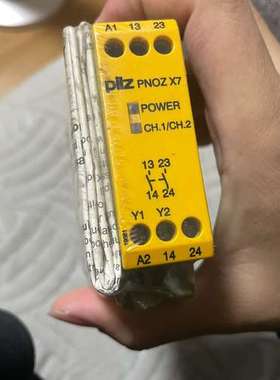 A1 13 23
pilz PNOZ X7
POWER
CH.1/CH.2
13 23
14 24
Y1 Y2
A2 14 24